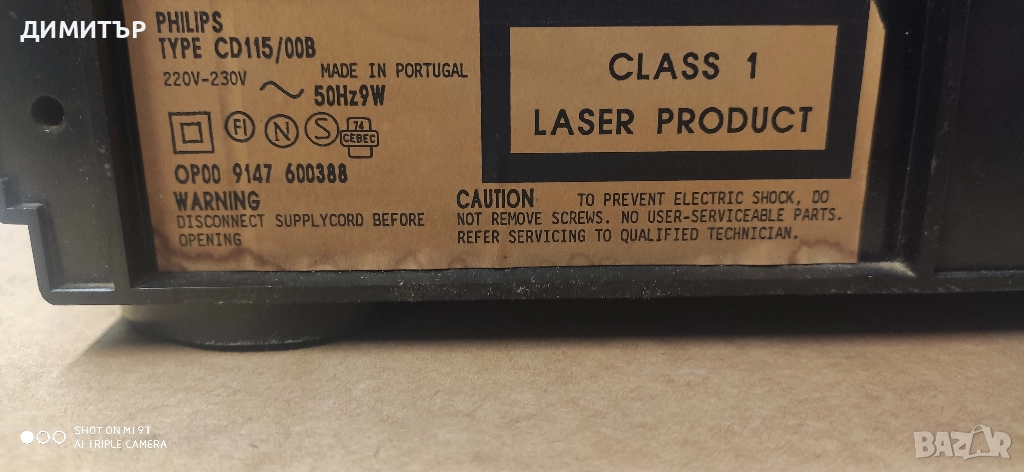 ДИМИТЪР
PHILIPS
TYPE CD115/00B
220V-230V
MADE IN PORTUGAL
50Hz9W
FI N S 74 CEBEC
OP00 9147 600388
WARNING
DISCONNECT SUPPLYCORD BEFORE
OPENING
CLASS 1
LASER PRODUCT
CAUTION TO PREVENT ELECTRIC SHOCK, DO
NOT REMOVE SCREWS. NO USER-SERVICEABLE PARTS.
REFER SERVICING TO QUALIFIED TECHNICIAN.
SHOT ON MI 9T
AI TRIPLE CAMERA
BAZAR